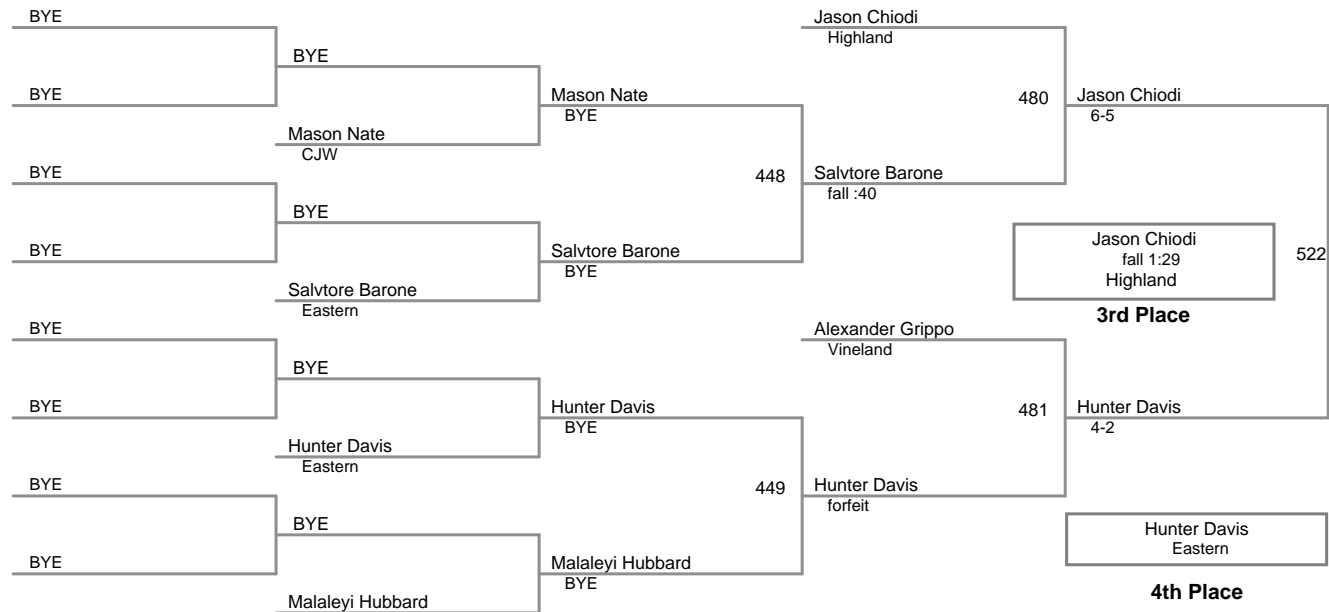 BYE
Jason Chiodi
Highland
BYE
BYE
Mason Nate
BYE
480
Jason Chiodi
6-5
Mason Nate
CJW
BYE
448
Salvtore Barone
fall :40
BYE
Jason Chiodi
fall 1:29
Highland
BYE
Salvtore Barone
BYE
522
Salvtore Barone
Eastern
3rd Place
BYE
Alexander Grippo
Vineland
BYE
BYE
Hunter Davis
BYE
481
Hunter Davis
4-2
Hunter Davis
Eastern
BYE
449
Hunter Davis
forfeit
BYE
Hunter Davis
Eastern
BYE
Malaleyi Hubbard
BYE
4th Place
Malaleyi Hubbard